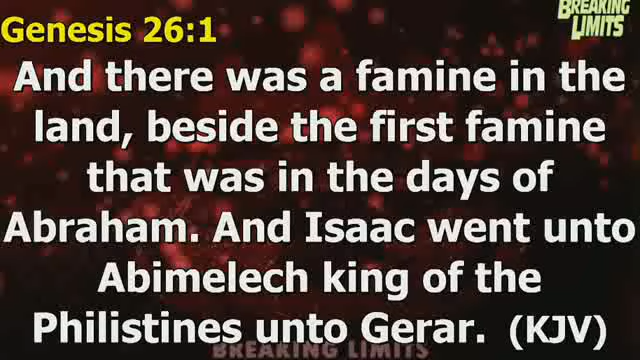 BREAKING
LIMITS
Genesis 26:1
And there was a famine in the
land, beside the first famine
that was in the days of
Abraham. And Isaac went unto
Abimelech king of the
Philistines unto Gerar. (KJV)
BREAKING LIMITS